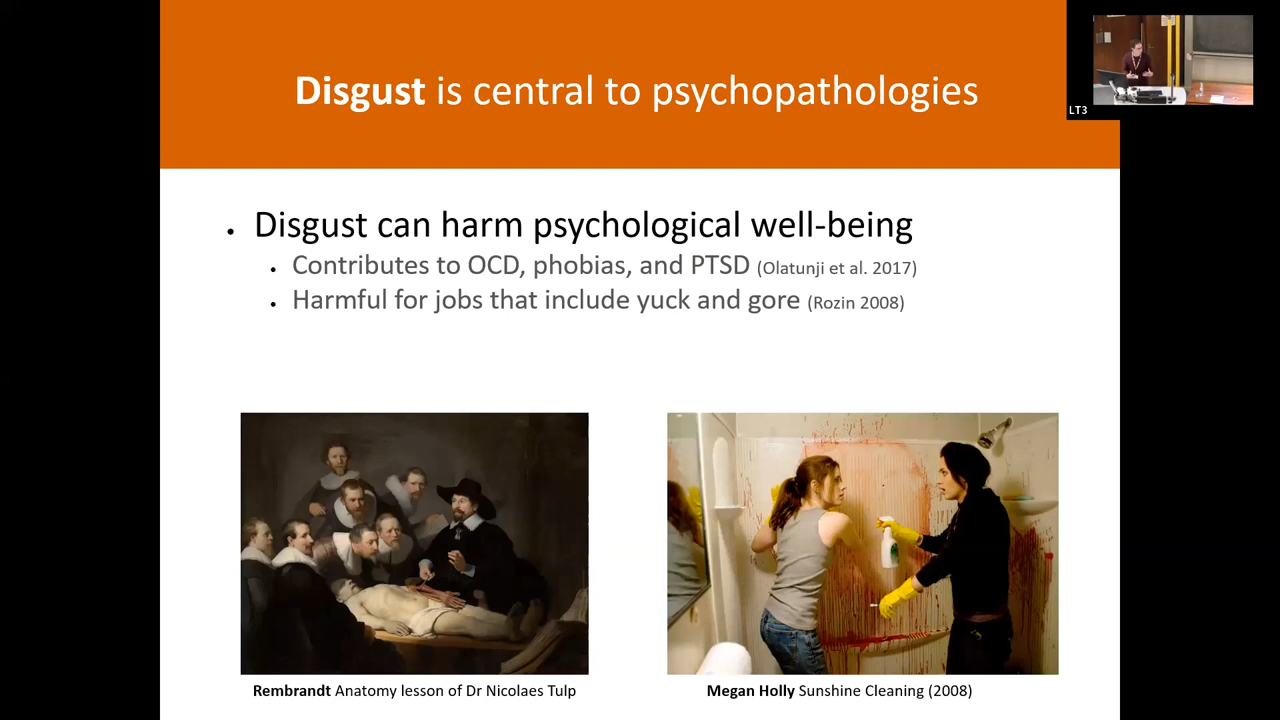 Disgust is central to psychopathologies
LT3
Disgust can harm psychological well-being
Contributes to OCD, phobias, and PTSD (Olatunji et al. 2017)
Harmful for jobs that include yuck and gore (Rozin 2008)
Rembrandt Anatomy lesson of Dr Nicolaes Tulp
Megan Holly Sunshine Cleaning (2008)